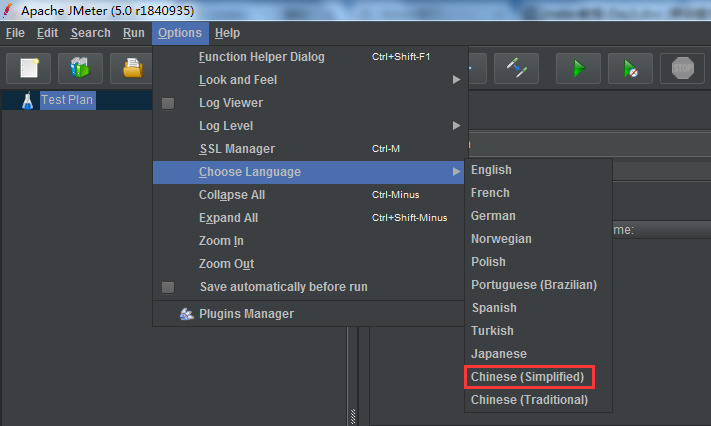 Apache JMeter (5.0 r1840935)
File Edit Search Run Options Help
Function Helper Dialog Ctrl+Shift-F1
Look and Feel
Log Viewer
Log Level
SSL Manager Ctrl-M
Choose Language
Collapse All Ctrl-Minus
Expand All Ctrl+Shift-Minus
Zoom In
Zoom Out
Save automatically before run
Plugins Manager
STOP
Test Plan
English
French
German
Norwegian
Polish
Portuguese (Brazilian)
Spanish
Turkish
Japanese
Chinese (Simplified)
Chinese (Traditional)
me: